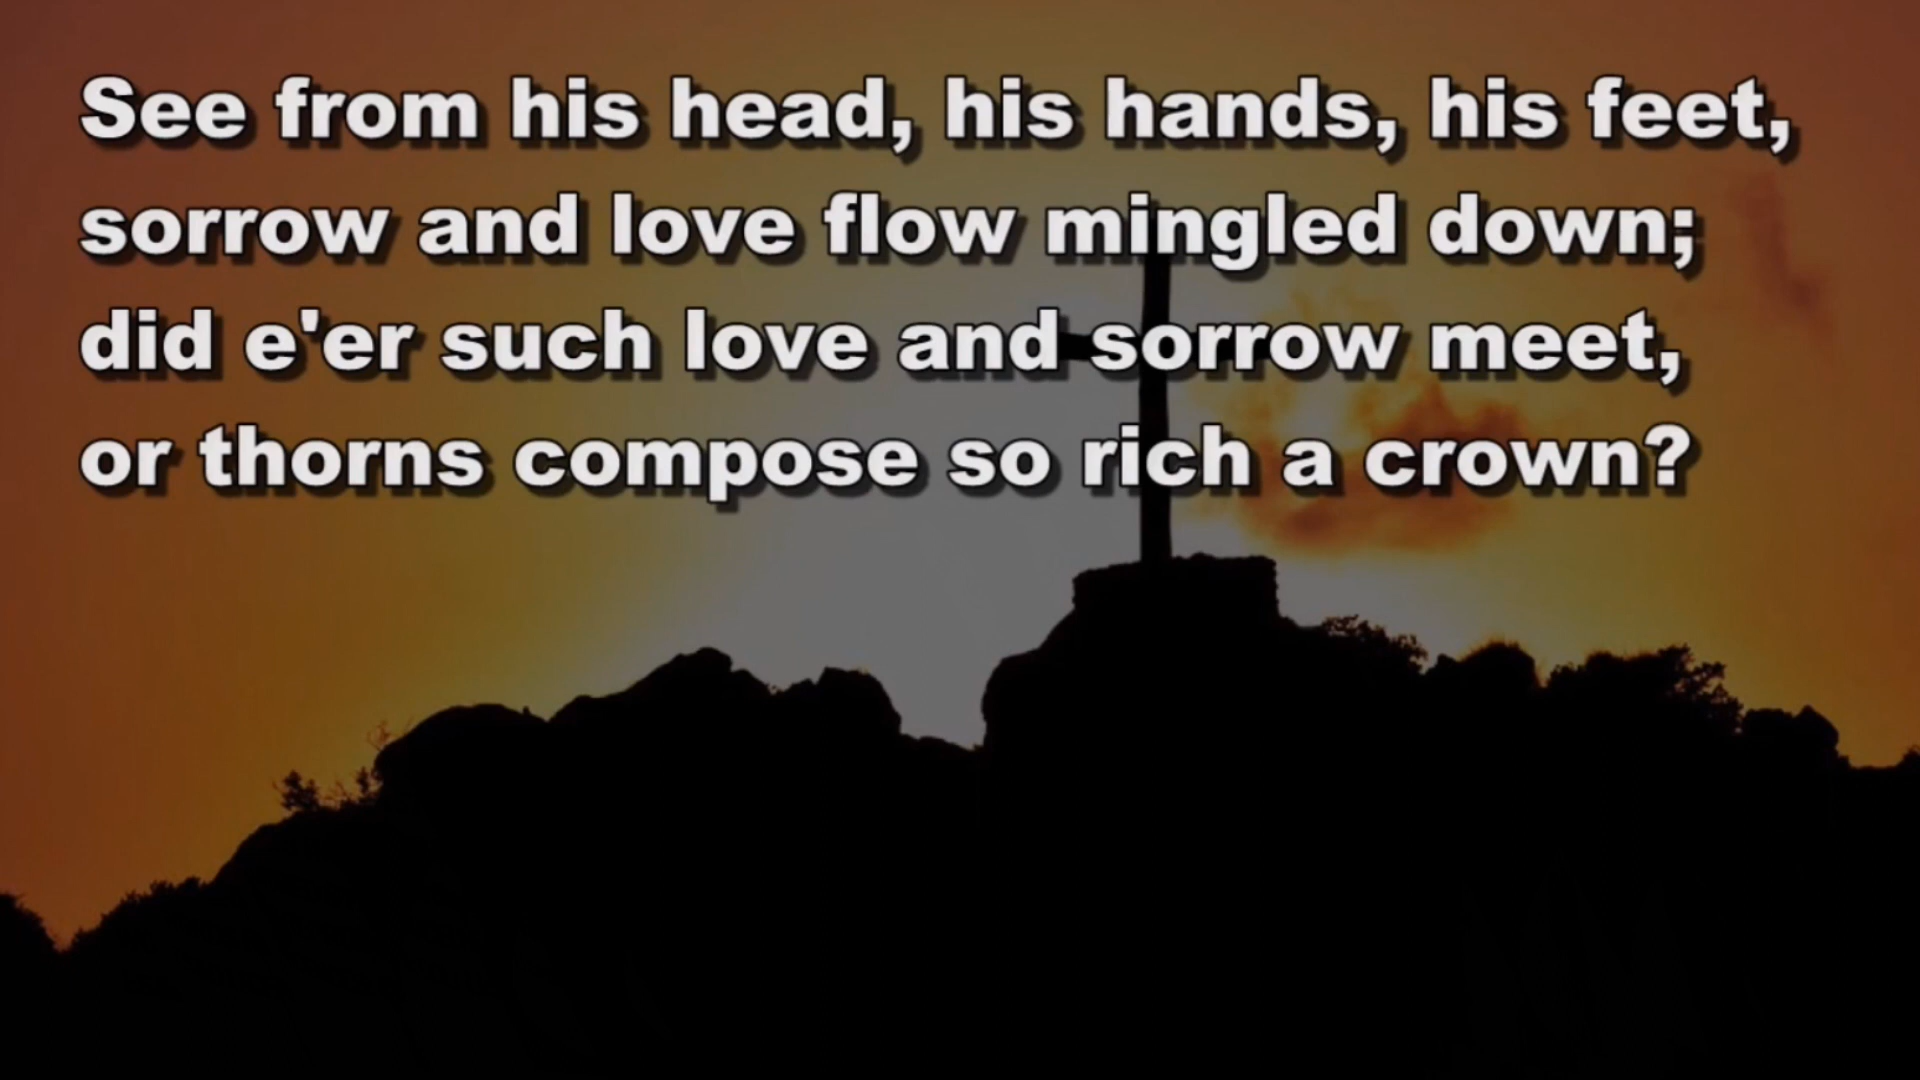 See from his head, his hands, his feet,
sorrow and love flow mingled down;
did e'er such love and sorrow meet,
or thorns compose so rich a crown?